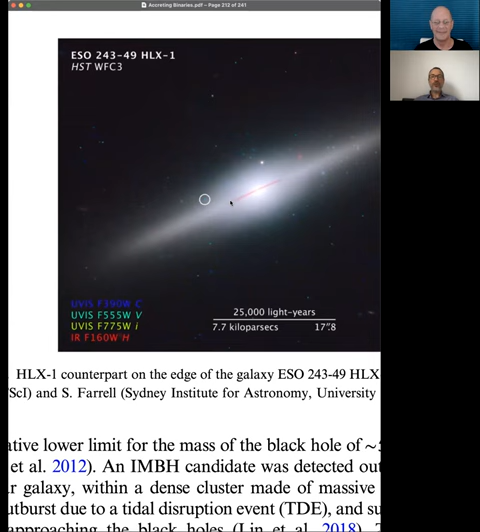 Accreting Binaries.pdf – Page 212 of 241
ESO 243-49 HLX-1
HST WFC3
UVIS F390W C
UVIS F555W V
UVIS F775W i
IR F160W H
25,000 light-years
7.7 kiloparsecs 17″.8
HLX-1 counterpart on the edge of the galaxy ESO 243-49 HLX
ScI) and S. Farrell (Sydney Institute for Astronomy, University
ative lower limit for the mass of the black hole of ∼
et al. 2012). An IMBH candidate was detected out
r galaxy, within a dense cluster made of massive
utburst due to a tidal disruption event (TDE), and su
approaching the black holes (Lin et al. 2018). T